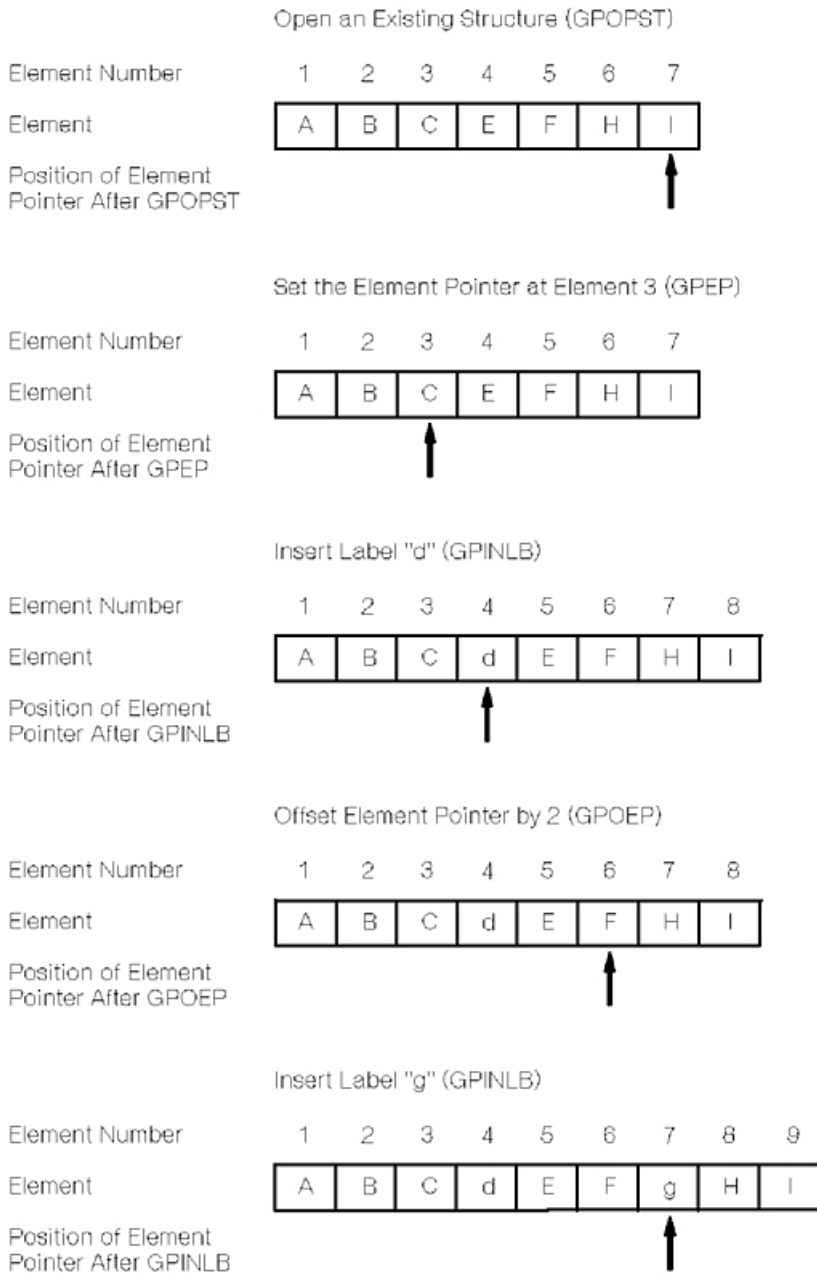 Open an Existing Structure (GPOPST)
Element Number 1 2 3 4 5 6 7
Element A B C E F H I
Position of Element
Pointer After GPOPST
Set the Element Pointer at Element 3 (GPEP)
Element Number 1 2 3 4 5 6 7
Element A B C E F H I
Position of Element
Pointer After GPEP
Insert Label "d" (GPINLB)
Element Number 1 2 3 4 5 6 7 8
Element A B C d E F H I
Position of Element
Pointer After GPINLB
Offset Element Pointer by 2 (GPOEP)
Element Number 1 2 3 4 5 6 7 8
Element A B C d E F H I
Position of Element
Pointer After GPOEP
Insert Label "g" (GPINLB)
Element Number 1 2 3 4 5 6 7 8 9
Element A B C d E F g H I
Position of Element
Pointer After GPINLB